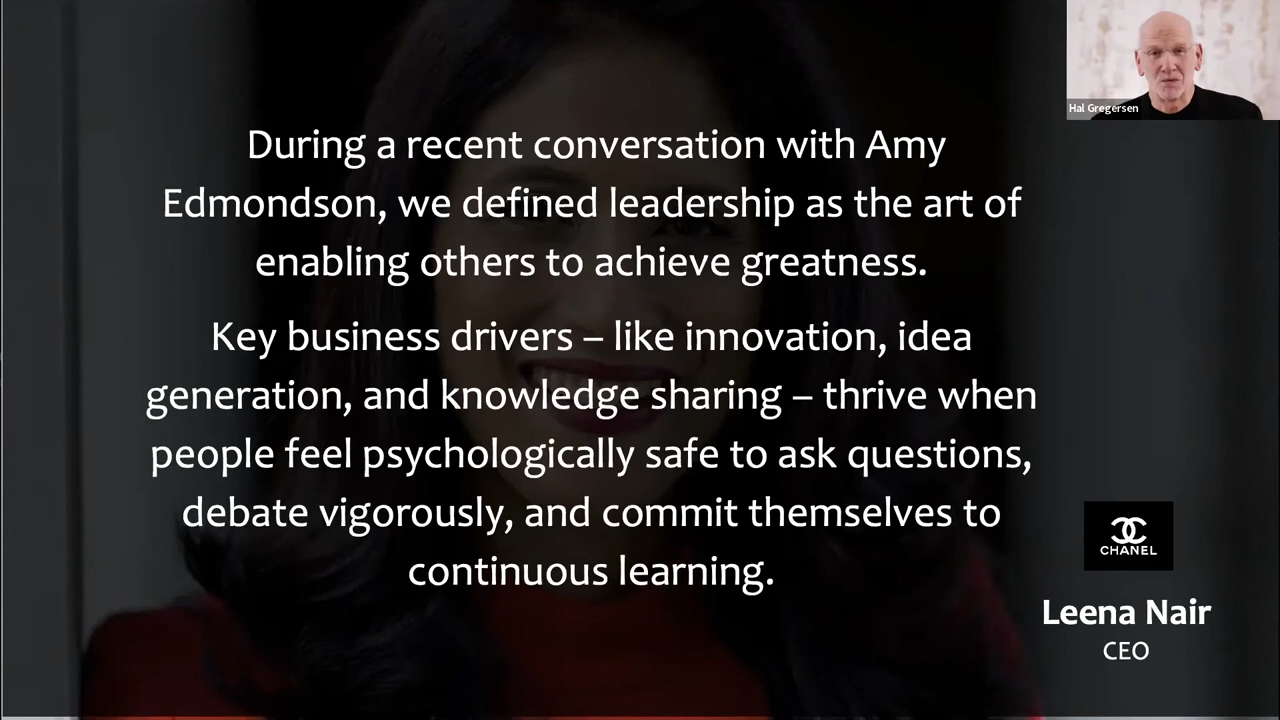 Hal Gregersen
During a recent conversation with Amy
Edmondson, we defined leadership as the art of
enabling others to achieve greatness.
Key business drivers – like innovation, idea
generation, and knowledge sharing – thrive when
people feel psychologically safe to ask questions,
debate vigorously, and commit themselves to
continuous learning.
CHANEL
Leena Nair
CEO